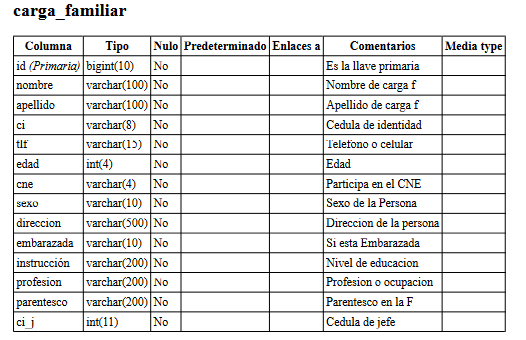 carga_familiar
Columna Tipo Nulo Predeterminado Enlaces a Comentarios Media type
id (Primaria) bigint(10) No Es la llave primaria
nombre varchar(100) No Nombre de carga f
apellido varchar(100) No Apellido de carga f
ci varchar(8) No Cedula de identidad
tlf varchar(15) No Telefono o celular
edad int(4) No Edad
cne varchar(4) No Participa en el CNE
sexo varchar(10) No Sexo de la Persona
direccion varchar(500) No Direccion de la persona
embarazada varchar(10) No Si esta Embarazada
instrucción varchar(200) No Nivel de educacion
profesion varchar(200) No Profesion o ocupacion
parentesco varchar(200) No Parentesco en la F
ci_j int(11) No Cedula de jefe